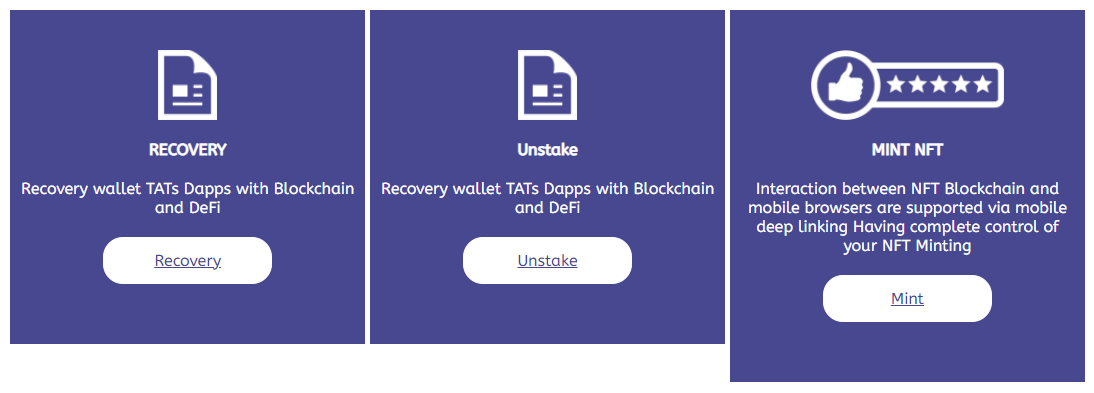 RECOVERY
Recovery wallet TATs Dapps with Blockchain
and DeFi
Recovery
Unstake
Recovery wallet TATs Dapps with Blockchain
and DeFi
Unstake
MINT NFT
Interaction between NFT Blockchain and
mobile browsers are supported via mobile
deep linking Having complete control of
your NFT Minting
Mint